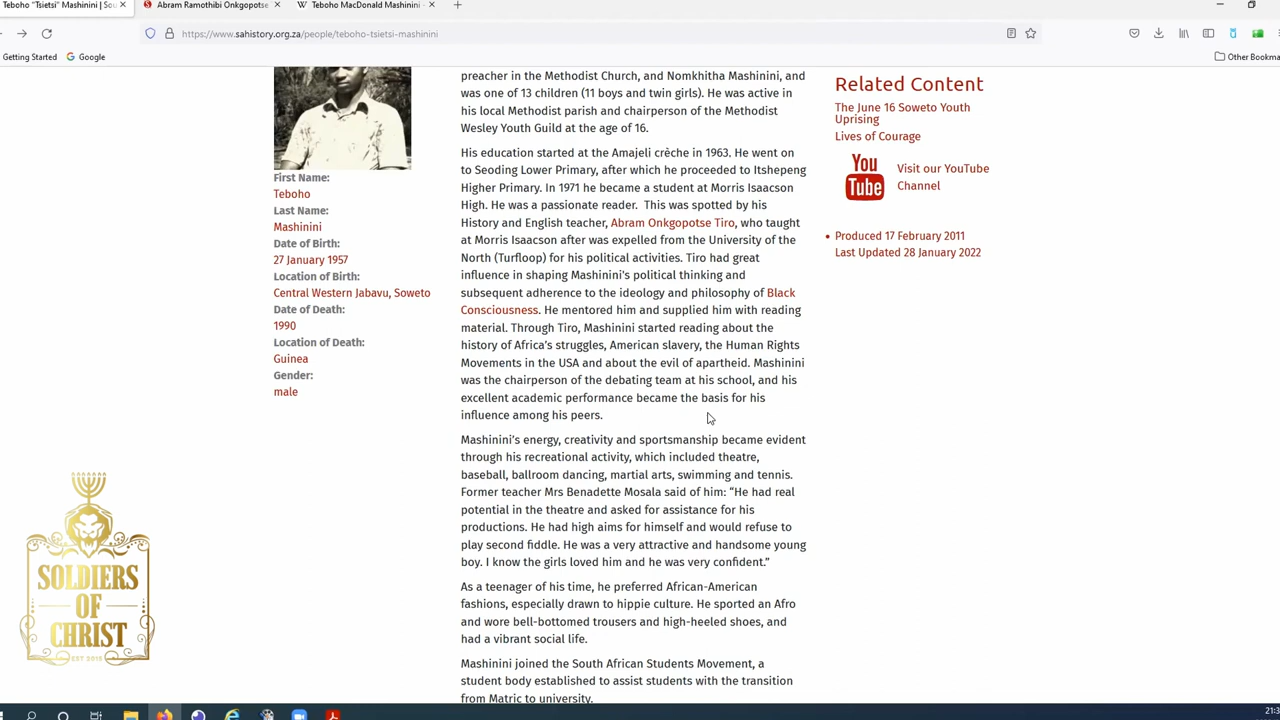 Teboho "Tsietsi" Mashinini | Sou
Abram Ramothibi Onkgopotse
Teboho MacDonald Mashinini -
https://www.sahistory.org.za/people/teboho-tsietsi-mashinini
Getting Started
Google
Other Bookma
First Name:
Teboho
Last Name:
Mashinini
Date of Birth:
27 January 1957
Location of Birth:
Central Western Jabavu, Soweto
Date of Death:
1990
Location of Death:
Guinea
Gender:
male
preacher in the Methodist Church, and Nomkhitha Mashinini, and
was one of 13 children (11 boys and twin girls). He was active in
his local Methodist parish and chairperson of the Methodist
Wesley Youth Guild at the age of 16.
His education started at the Amajeli crèche in 1963. He went on
to Seoding Lower Primary, after which he proceeded to Itshepeng
Higher Primary. In 1971 he became a student at Morris Isaacson
High. He was a passionate reader. This was spotted by his
History and English teacher, Abram Onkgopotse Tiro, who taught
at Morris Isaacson after was expelled from the University of the
North (Turfloop) for his political activities. Tiro had great
influence in shaping Mashinini's political thinking and
subsequent adherence to the ideology and philosophy of Black
Consciousness. He mentored him and supplied him with reading
material. Through Tiro, Mashinini started reading about the
history of Africa's struggles, American slavery, the Human Rights
Movements in the USA and about the evil of apartheid. Mashinini
was the chairperson of the debating team at his school, and his
excellent academic performance became the basis for his
influence among his peers.
Mashinini's energy, creativity and sportsmanship became evident
through his recreational activity, which included theatre,
baseball, ballroom dancing, martial arts, swimming and tennis.
Former teacher Mrs Benadette Mosala said of him: "He had real
potential in the theatre and asked for assistance for his
productions. He had high aims for himself and would refuse to
play second fiddle. He was a very attractive and handsome young
boy. I know the girls loved him and he was very confident."
As a teenager of his time, he preferred African-American
fashions, especially drawn to hippie culture. He sported an Afro
and wore bell-bottomed trousers and high-heeled shoes, and
had a vibrant social life.
Mashinini joined the South African Students Movement, a
student body established to assist students with the transition
from Matric to university.
Related Content
The June 16 Soweto Youth
Uprising
Lives of Courage
You
Tube
Visit our YouTube
Channel
Produced 17 February 2011
Last Updated 28 January 2022
SOLDIERS
OF
CHRIST
EST 2015
21:3